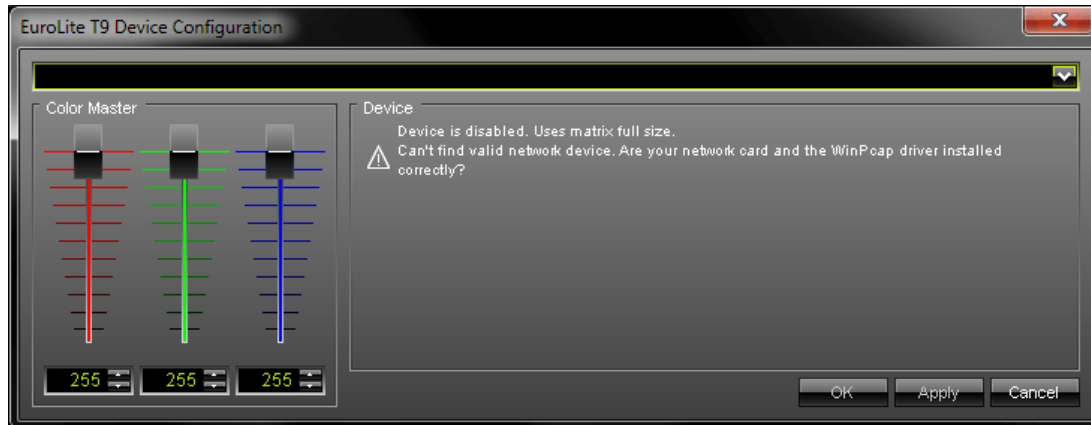 EuroLite T9 Device Configuration
Color Master
Device
Device is disabled. Uses matrix full size.
Can't find valid network device. Are your network card and the WinPcap driver installed
correctly?
255 255 255
OK Apply Cancel